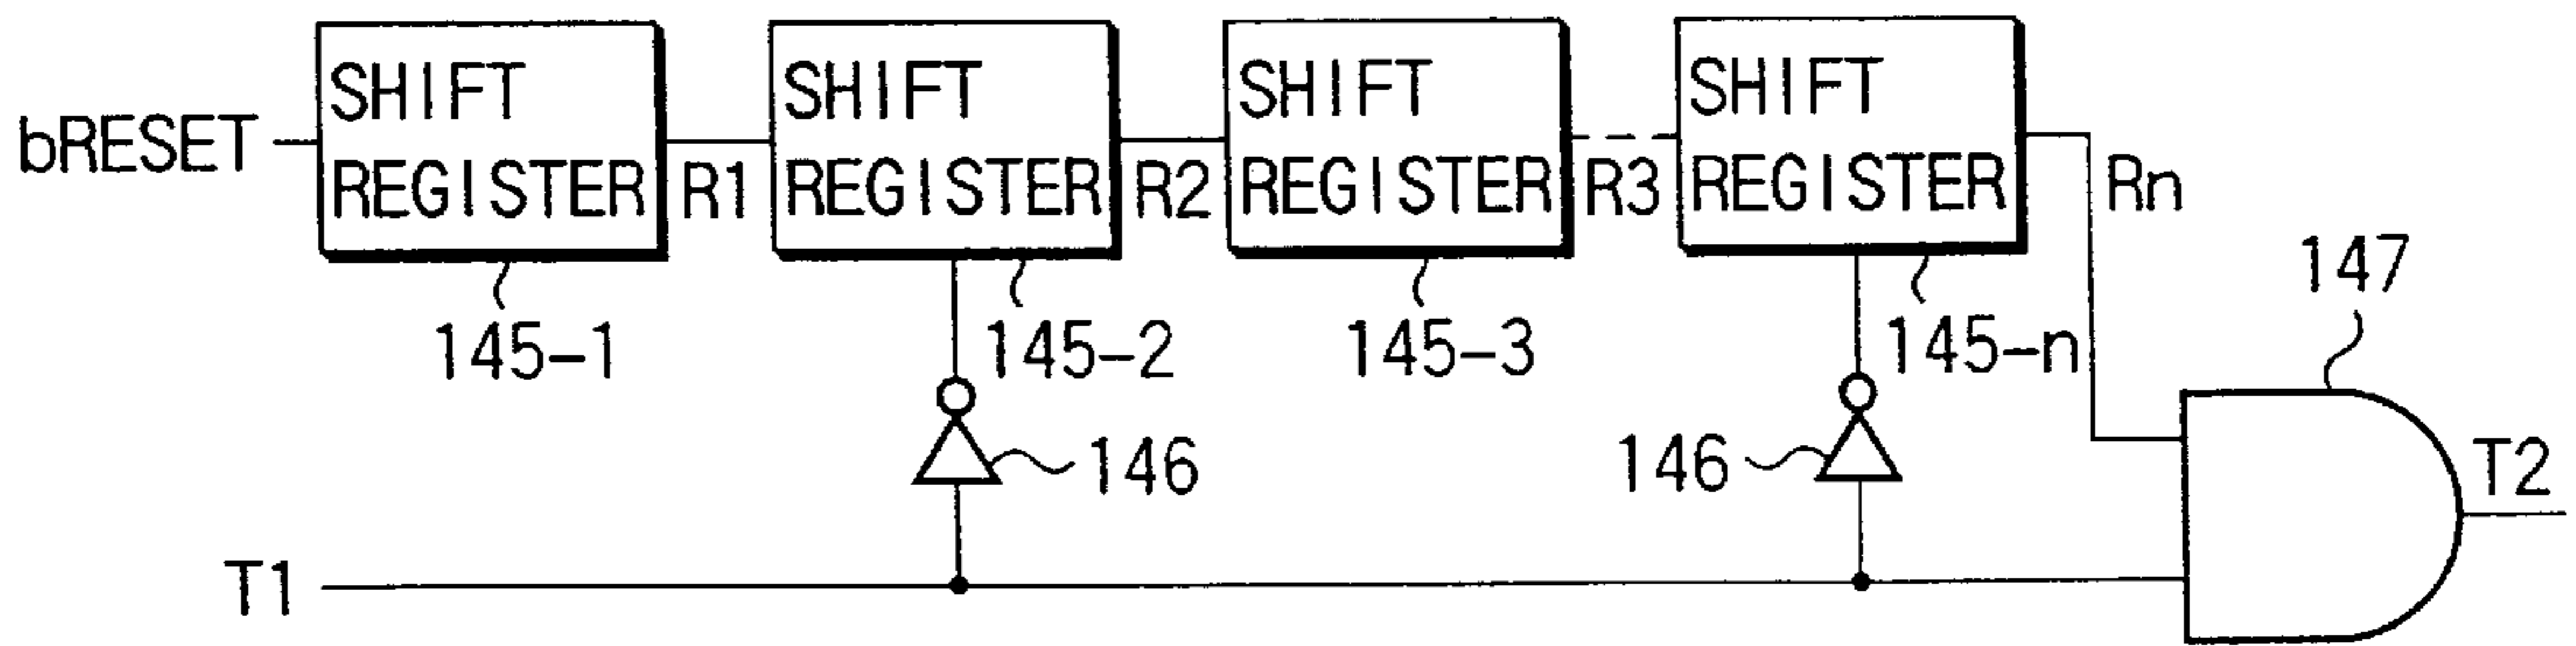 SHIFT
REGISTER
SHIFT
REGISTER
SHIFT
REGISTER
SHIFT
REGISTER
bRESET
R1
R2
R3
Rn
145-1
145-2
145-3
145-n
147
146
146
T2
T1